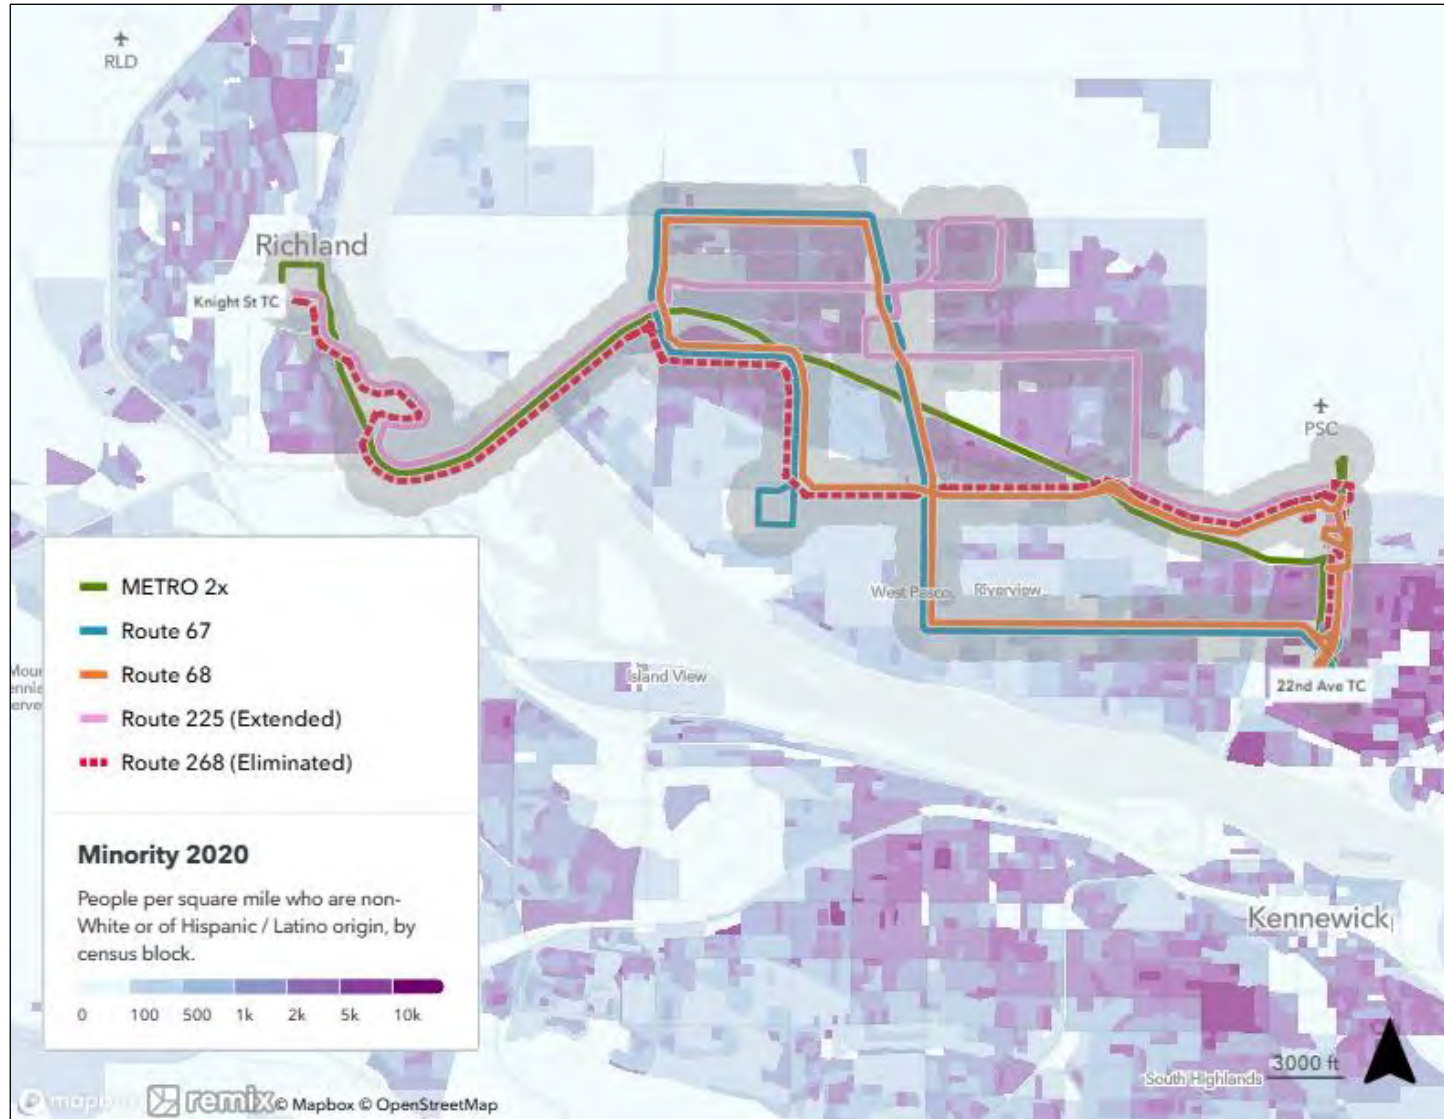 RLD
Richland
Knight St TC
PSC
West Pasco
Riverview
Island View
22nd Ave TC
METRO 2x
Route 67
Route 68
Route 225 (Extended)
Route 268 (Eliminated)
Minority 2020
People per square mile who are non-
White or of Hispanic / Latino origin, by
census block.
0 100 500 1k 2k 5k 10k
Kennewick
3000 ft
South Highlands
remix © Mapbox © OpenStreetMap